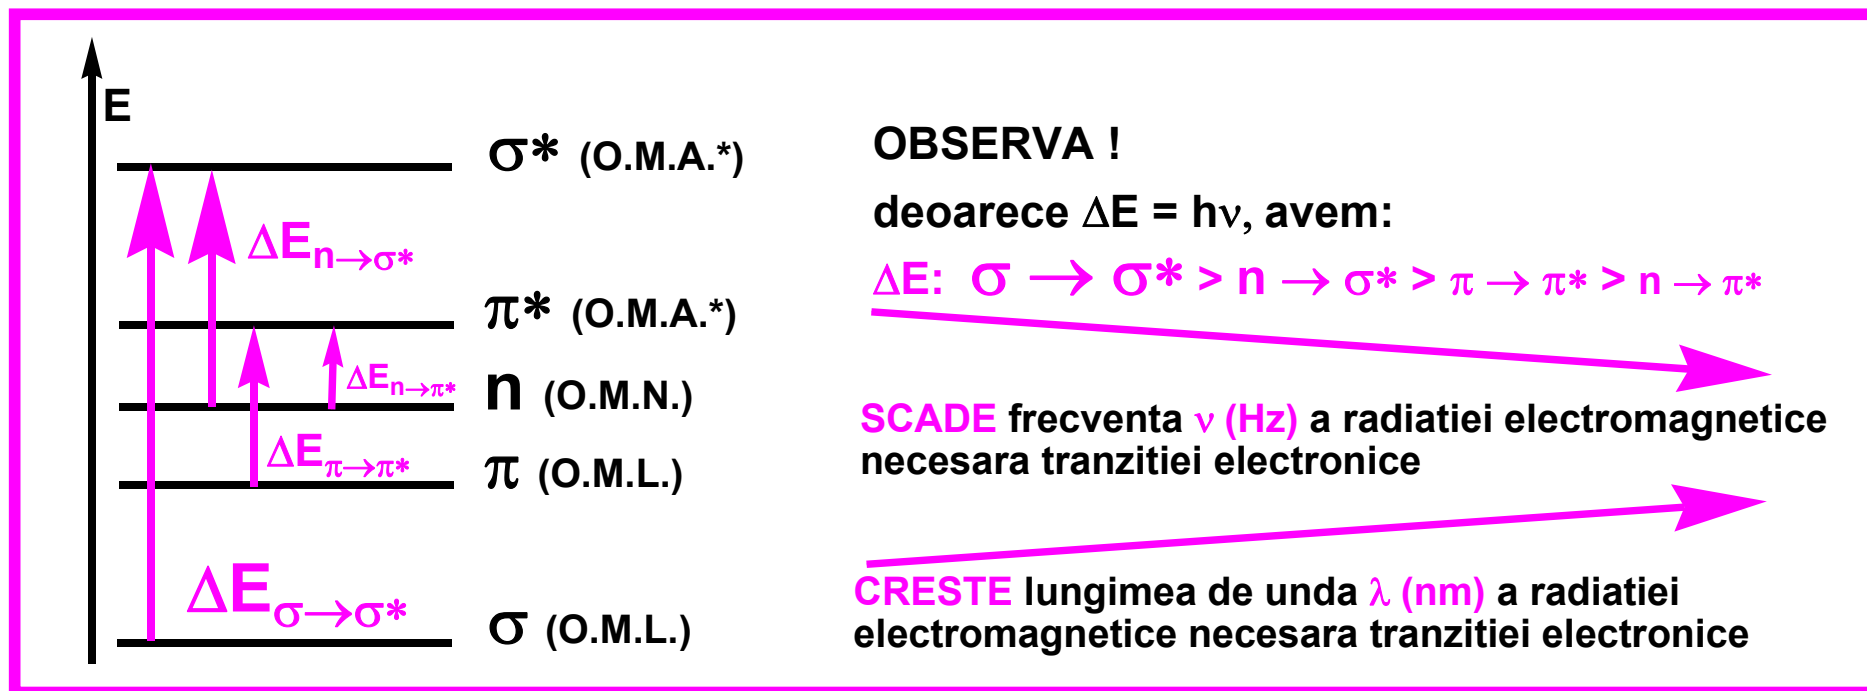 E
σ* (O.M.A.*)
ΔEn→σ*
π* (O.M.A.*)
ΔEn→π*
n (O.M.N.)
ΔEπ→π*
π (O.M.L.)
ΔEσ→σ*
σ (O.M.L.)
OBSERVA !
deoarece ΔE = hν, avem:
ΔE: σ → σ* > n → σ* > π → π* > n → π*
SCADE frecventa ν (Hz) a radiatiei electromagnetice
necesara tranzitiei electronice
CRESTE lungimea de unda λ (nm) a radiatiei
electromagnetice necesara tranzitiei electronice